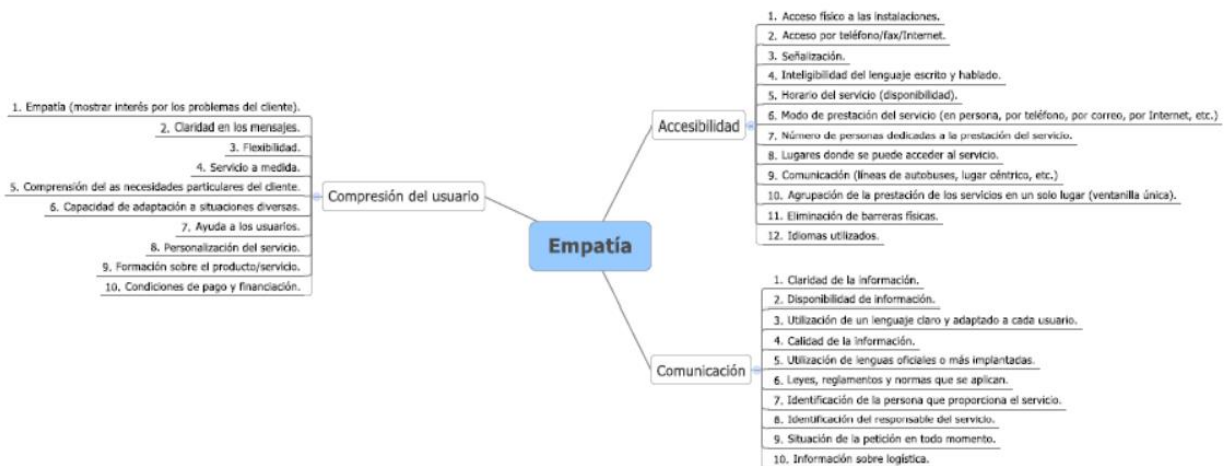 1. Empatía (mostrar interés por los problemas del cliente).
2. Claridad en los mensajes.
3. Flexibilidad.
4. Servicio a medida.
5. Comprensión del as necesidades particulares del cliente.
6. Capacidad de adaptación a situaciones diversas.
7. Ayuda a los usuarios.
8. Personalización del servicio.
9. Formación sobre el producto/servicio.
10. Condiciones de pago y financiación.
Compresión del usuario
Empatía
Accesibilidad
1. Acceso físico a las instalaciones.
2. Acceso por teléfono/fax/Internet.
3. Señalización.
4. Inteligibilidad del lenguaje escrito y hablado.
5. Horario del servicio (disponibilidad).
6. Modo de prestación del servicio (en persona, por teléfono, por correo, por Internet, etc.)
7. Número de personas dedicadas a la prestación del servicio.
8. Lugares donde se puede acceder al servicio.
9. Comunicación (líneas de autobuses, lugar céntrico, etc.)
10. Agrupación de la prestación de los servicios en un solo lugar (ventanilla única).
11. Eliminación de barreras físicas.
12. Idiomas utilizados.
Comunicación
1. Claridad de la información.
2. Disponibilidad de información.
3. Utilización de un lenguaje claro y adaptado a cada usuario.
4. Calidad de la información.
5. Utilización de lenguas oficiales o más implantadas.
6. Leyes, reglamentos y normas que se aplican.
7. Identificación de la persona que proporciona el servicio.
8. Identificación del responsable del servicio.
9. Situación de la petición en todo momento.
10. Información sobre logística.